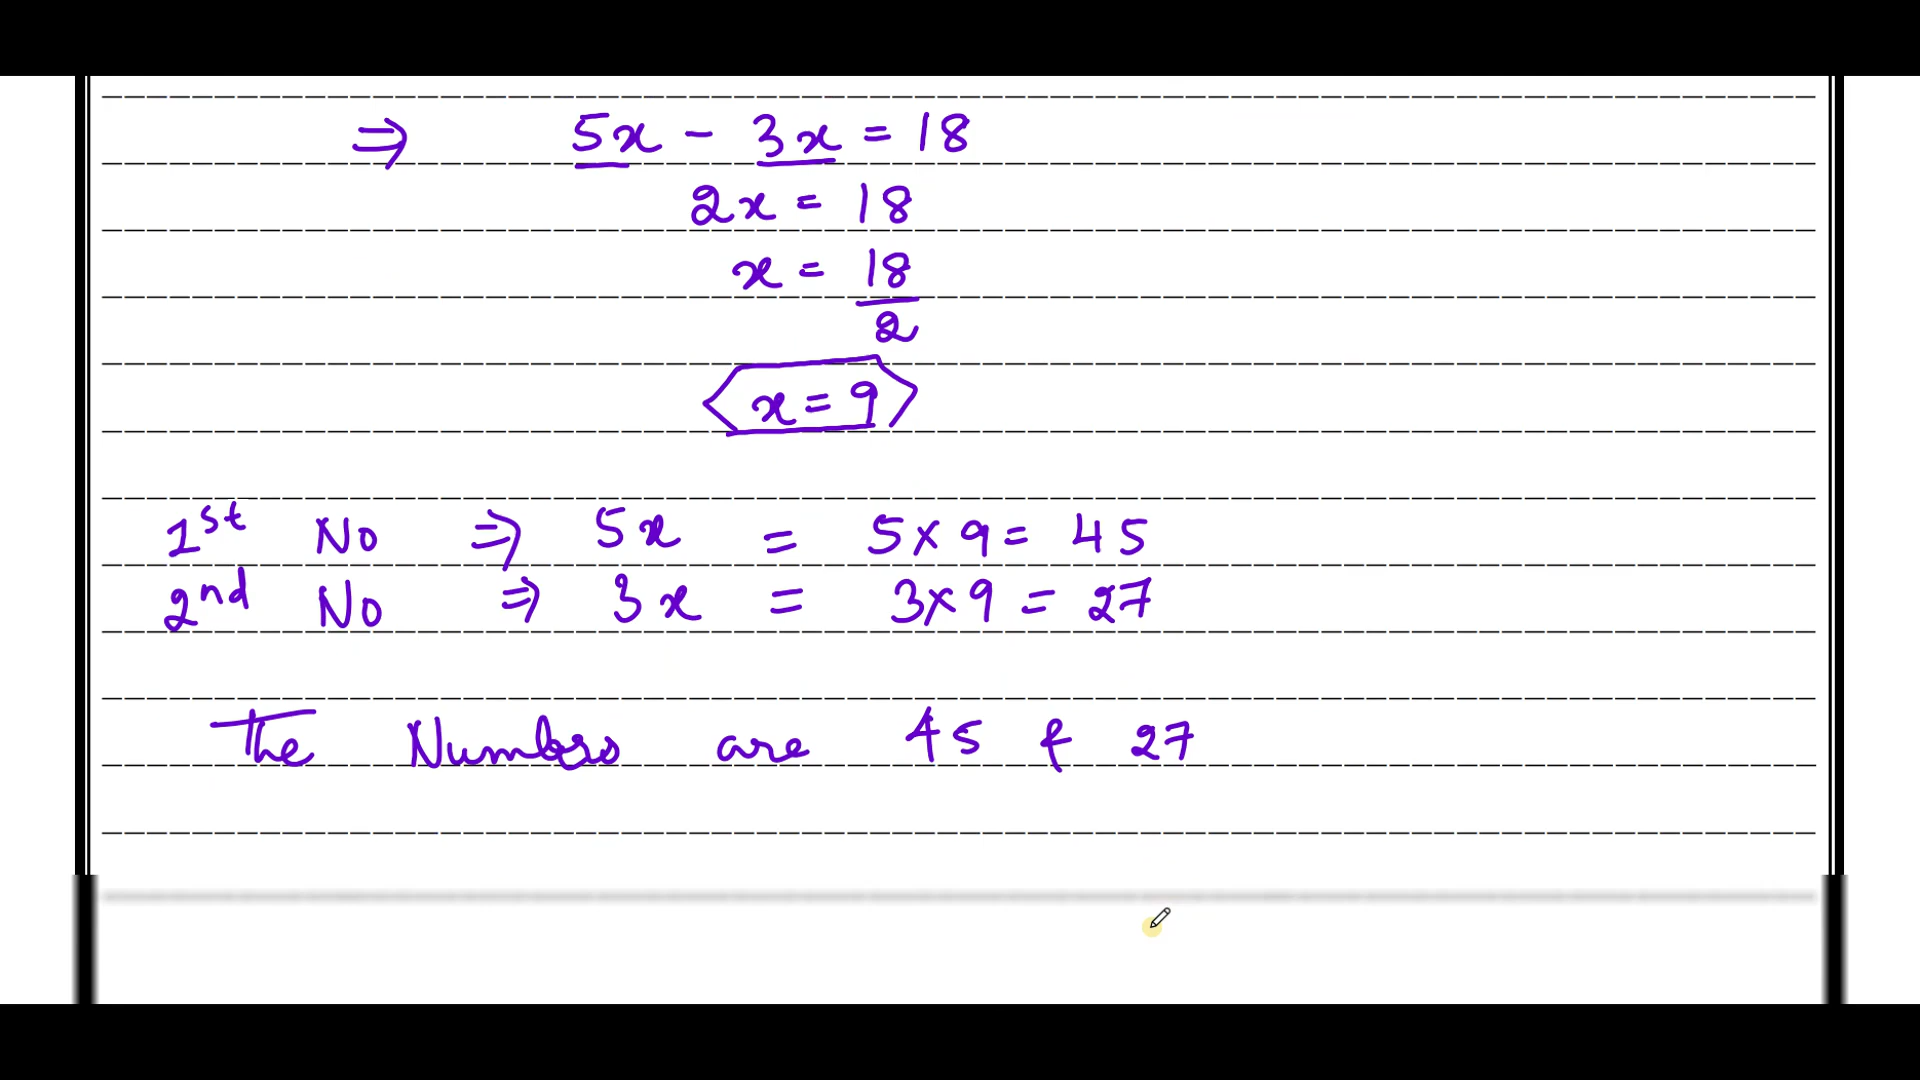 ⇒ 5x - 3x = 18
2x = 18
x = 18/2
x = 9
1st No ⇒ 5x = 5 × 9 = 45
2nd No ⇒ 3x = 3 × 9 = 27
The Numbers are 45 & 27